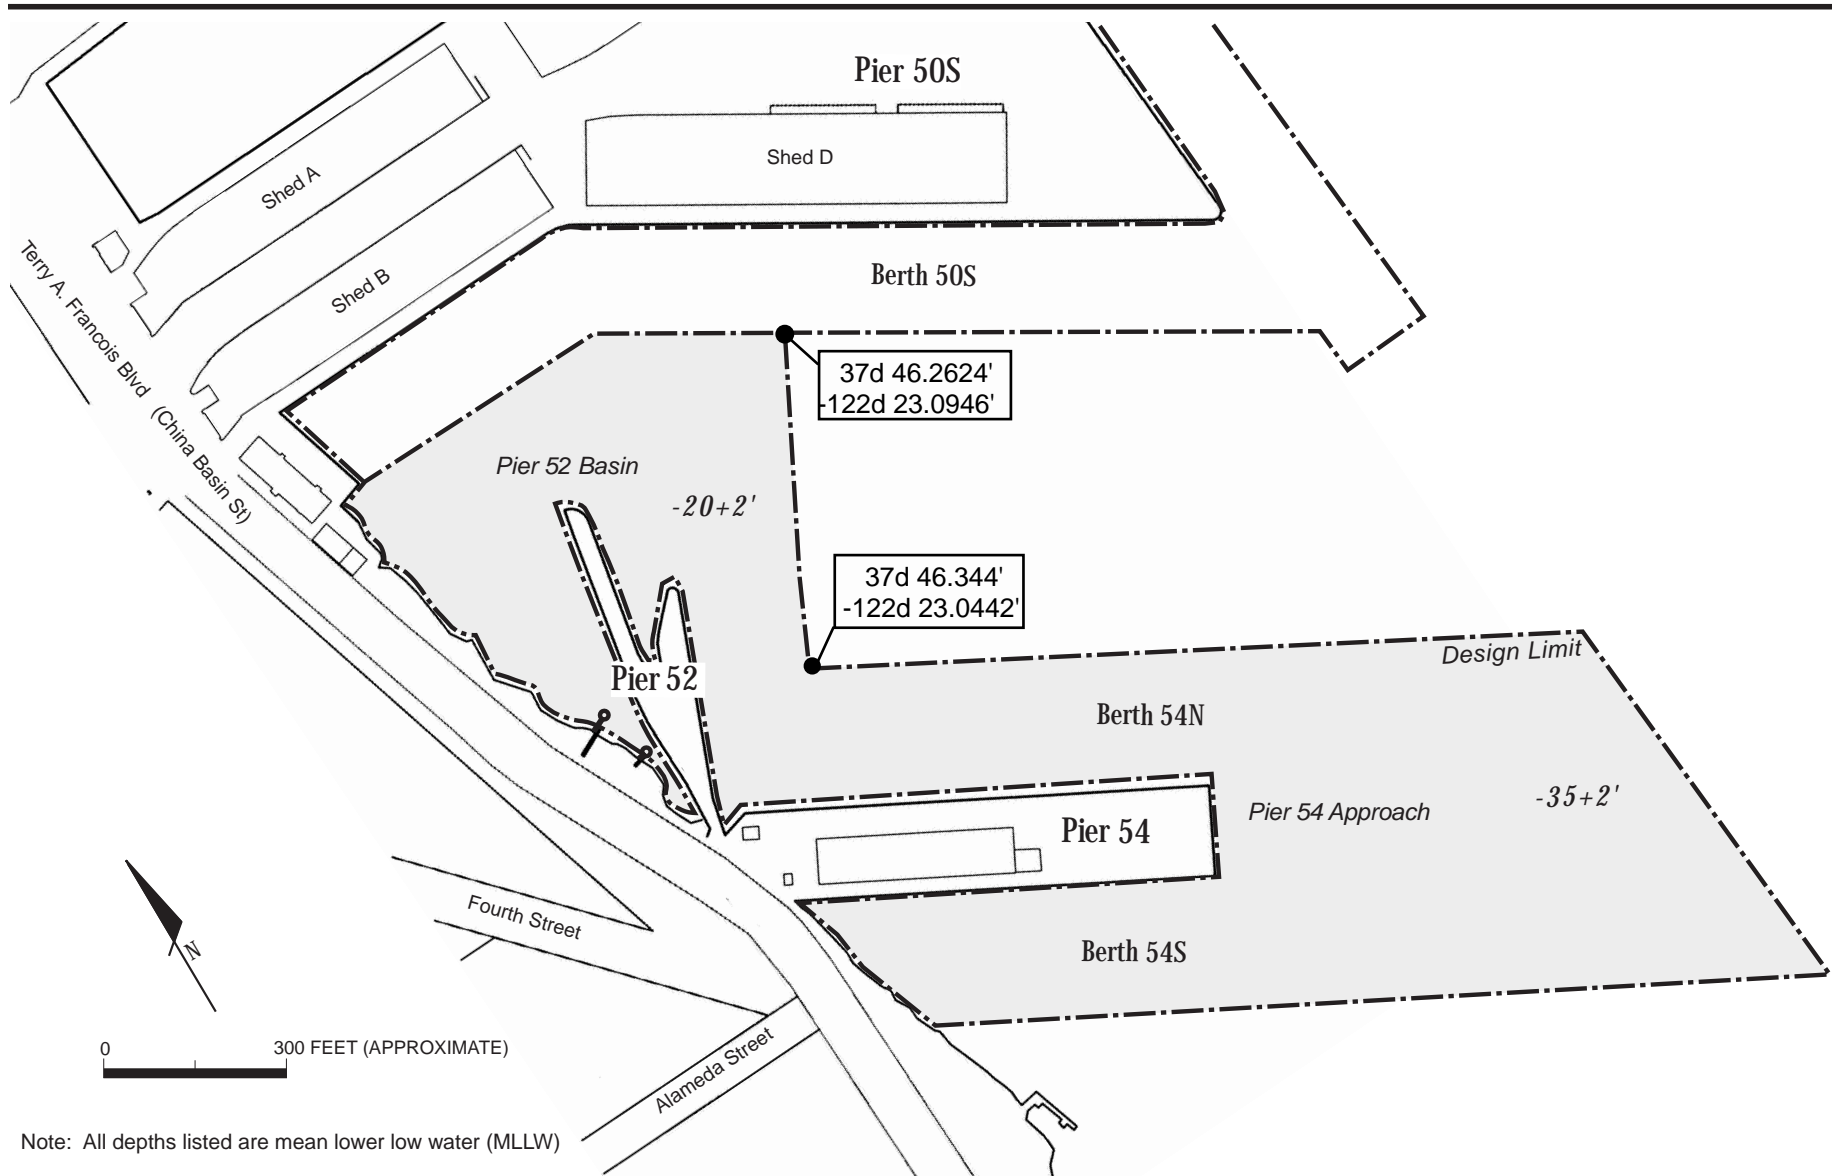 Pier 50S
Shed D
Shed A
Shed B
Berth 50S
Terry A. Francois Blvd (China Basin St)
37d 46.2624'
-122d 23.0946'
Pier 52 Basin
-20+2'
37d 46.344'
-122d 23.0442'
Design Limit
Pier 52
Berth 54N
-35+2'
Pier 54 Approach
Pier 54
Fourth Street
Berth 54S
N
0
300 FEET (APPROXIMATE)
Alameda Street
Note: All depths listed are mean lower low water (MLLW)